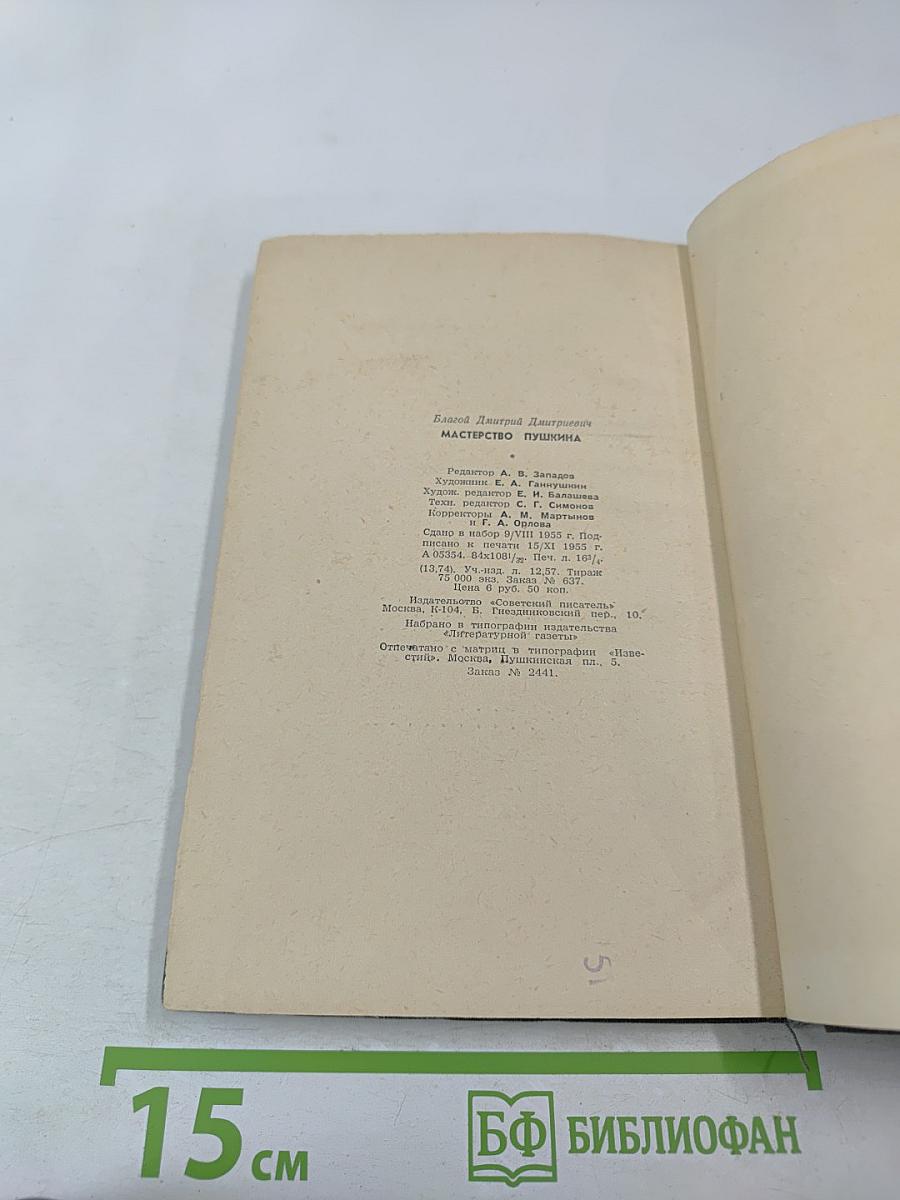 Благой Дмитрий Дмитриевич
МАСТЕРСТВО ПУШКИНА
Редактор А. В. Западов
Художник Е. А. Ганнушкин
Худож. редактор Е. И. Балашева
Техн. редактор С. Г. Симонов
Корректоры А. М. Мартынов
и Г. А. Орлова
Сдано в набор 9/VIII 1955 г. Под-
писано к печати 15/XI 1955 г.
А 05354. 84х108¹/₃₂. Печ. л. 16³/₄.
(13,74). Уч.-изд. л. 12,57. Тираж
75 000 экз. Заказ № 637.
Цена 6 руб. 50 коп.
Издательство «Советский писатель»
Москва, К-104, Б. Гнездниковский пер., 10.
Набрано в типографии издательства
«Литературной газеты»
Отпечатано с матриц в типографии «Изве-
стий». Москва, Пушкинская пл., 5.
Заказ № 2441.
51
15 см
БФ БИБЛИОФАН